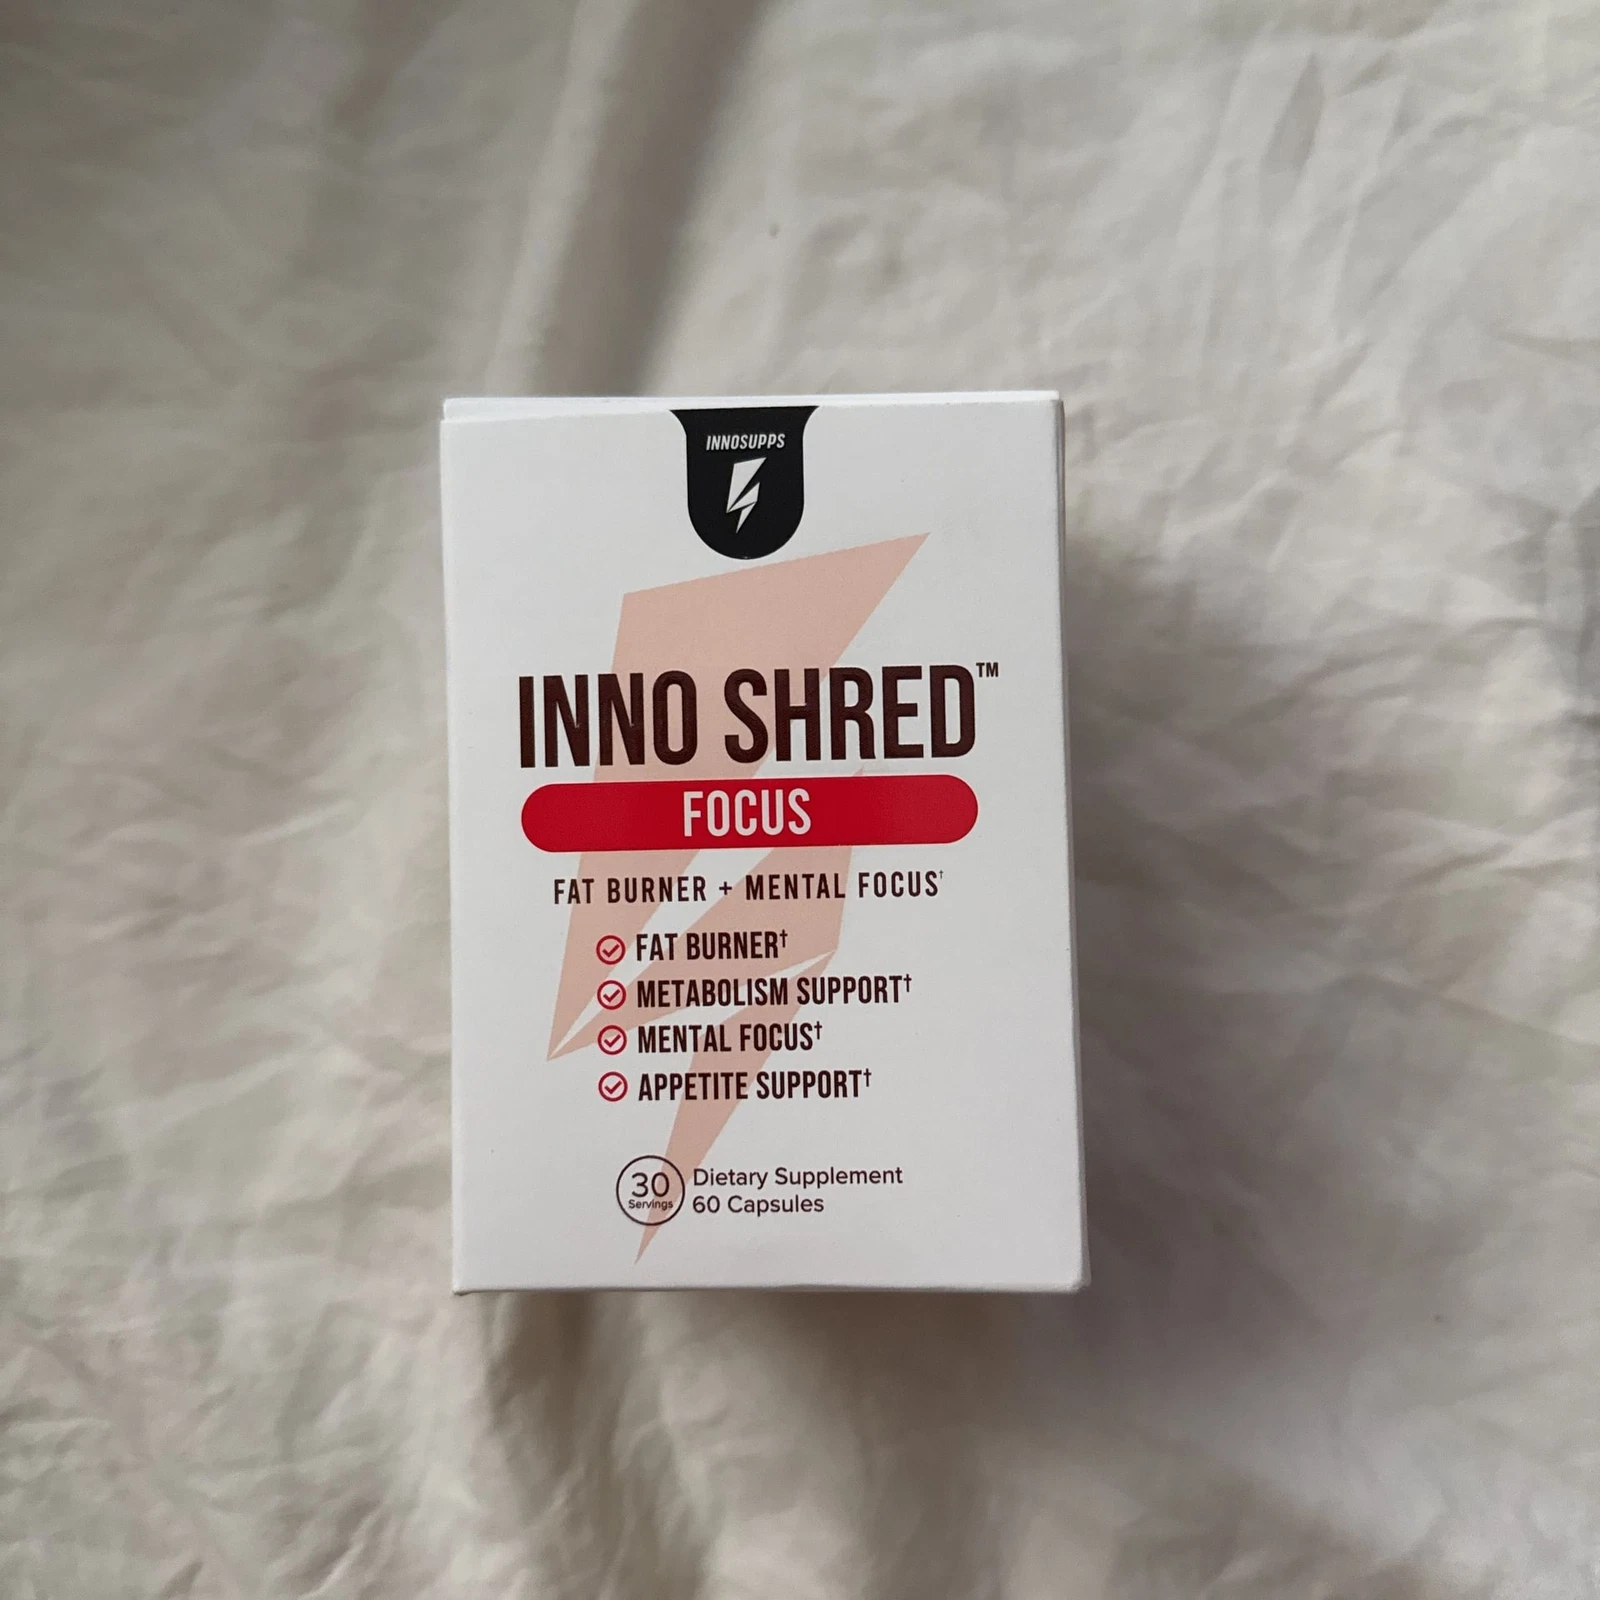 INNOSUPPS
INNO SHRED™
FOCUS
FAT BURNER + MENTAL FOCUS†
FAT BURNER†
METABOLISM SUPPORT†
MENTAL FOCUS†
APPETITE SUPPORT†
30 Dietary Supplement
Servings 60 Capsules